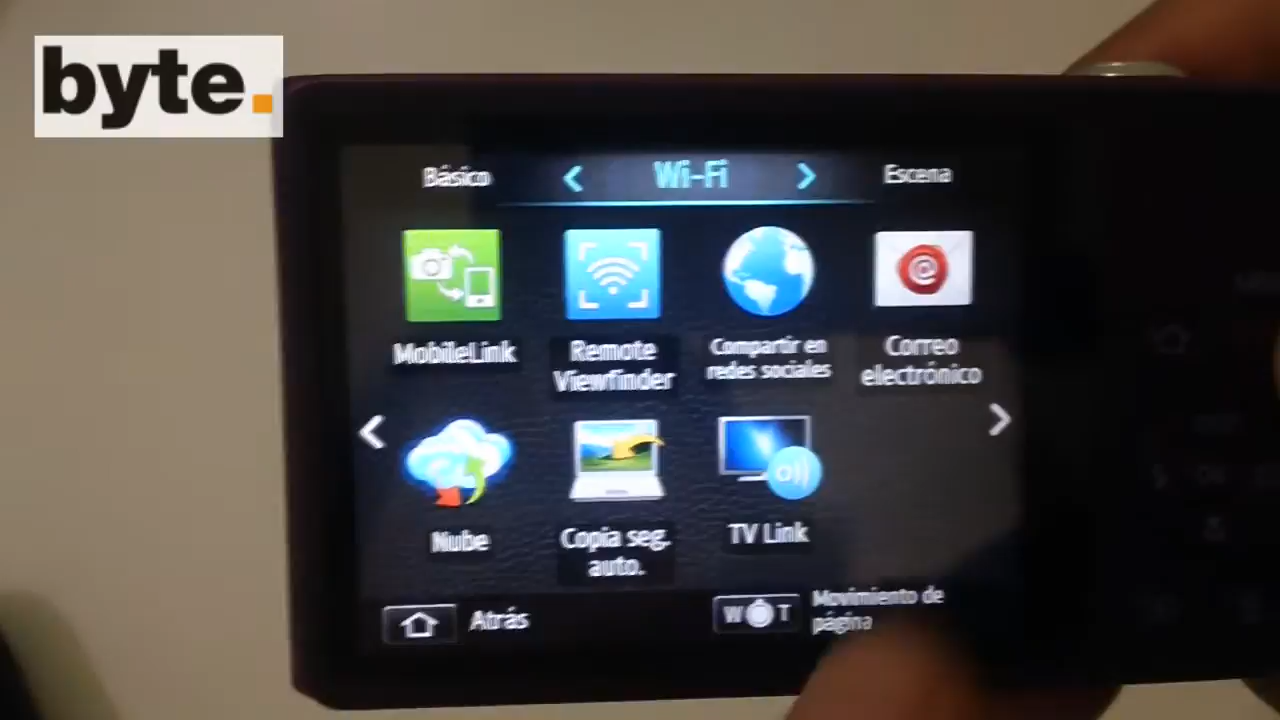 byte.
Básico
Wi-Fi
Escena
MobileLink
Remote
Viewfinder
Compartir en
redes sociales
Correo
electrónico
Nube
Copia seg.
auto.
TV Link
Atrás
W T
Movimiento de
página